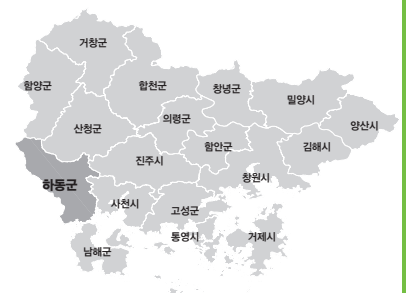 거창군
함양군
합천군
창녕군
밀양시
산청군
의령군
양산시
진주시
함안군
김해시
하동군
창원시
사천시
고성군
통영시
거제시
남해군